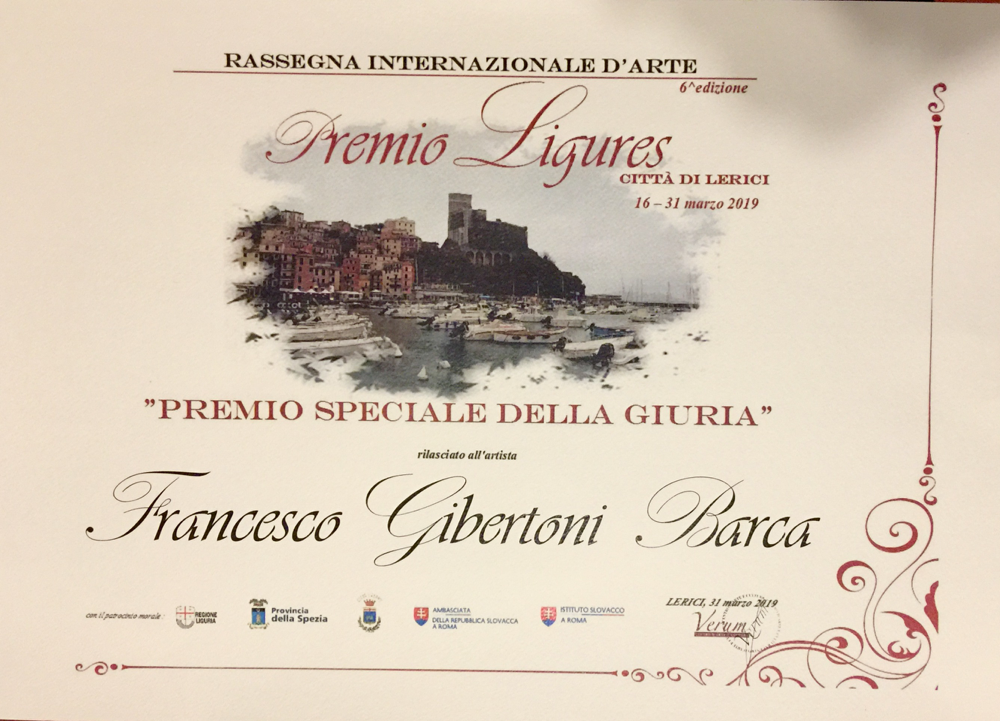 RASSEGNA INTERNAZIONALE D'ARTE
6^edizione
Premio Ligures
CITTÀ DI LERICI
16 – 31 marzo 2019
"PREMIO SPECIALE DELLA GIURIA"
rilasciato all'artista
Francesco Gibertoni Barca
con il patrocinio morale :
REGIONE
LIGURIA
Provincia
della Spezia
AMBASCIATA
DELLA REPUBBLICA SLOVACCA
A ROMA
ISTITUTO SLOVACCO
A ROMA
LERICI, 31 marzo 2019
Verum